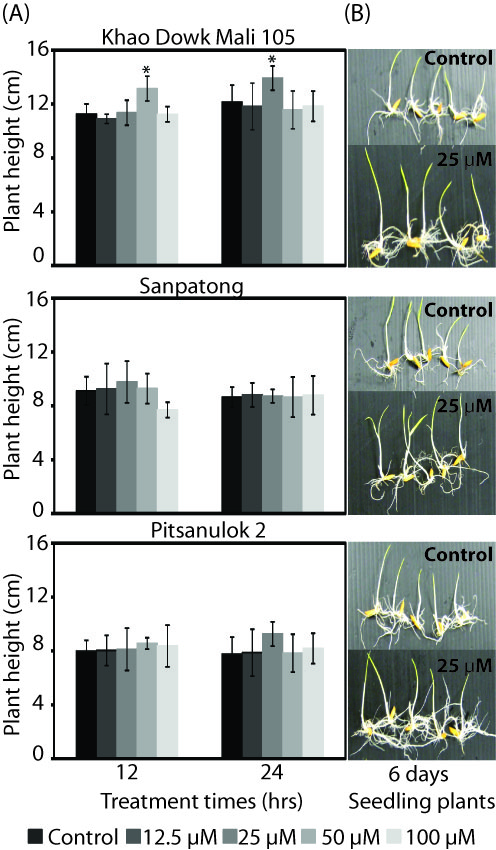 (A)
(B)
Khao Dowk Mali 105
Plant height (cm)
16
12
8
4
0
*
*
Control
25 µM
Sanpatong
Plant height (cm)
16
12
8
4
0
Control
25 µM
Pitsanulok 2
Plant height (cm)
16
12
8
4
0
Control
25 µM
12
24
6 days
Treatment times (hrs)
Seedling plants
Control 12.5 µM 25 µM 50 µM 100 µM